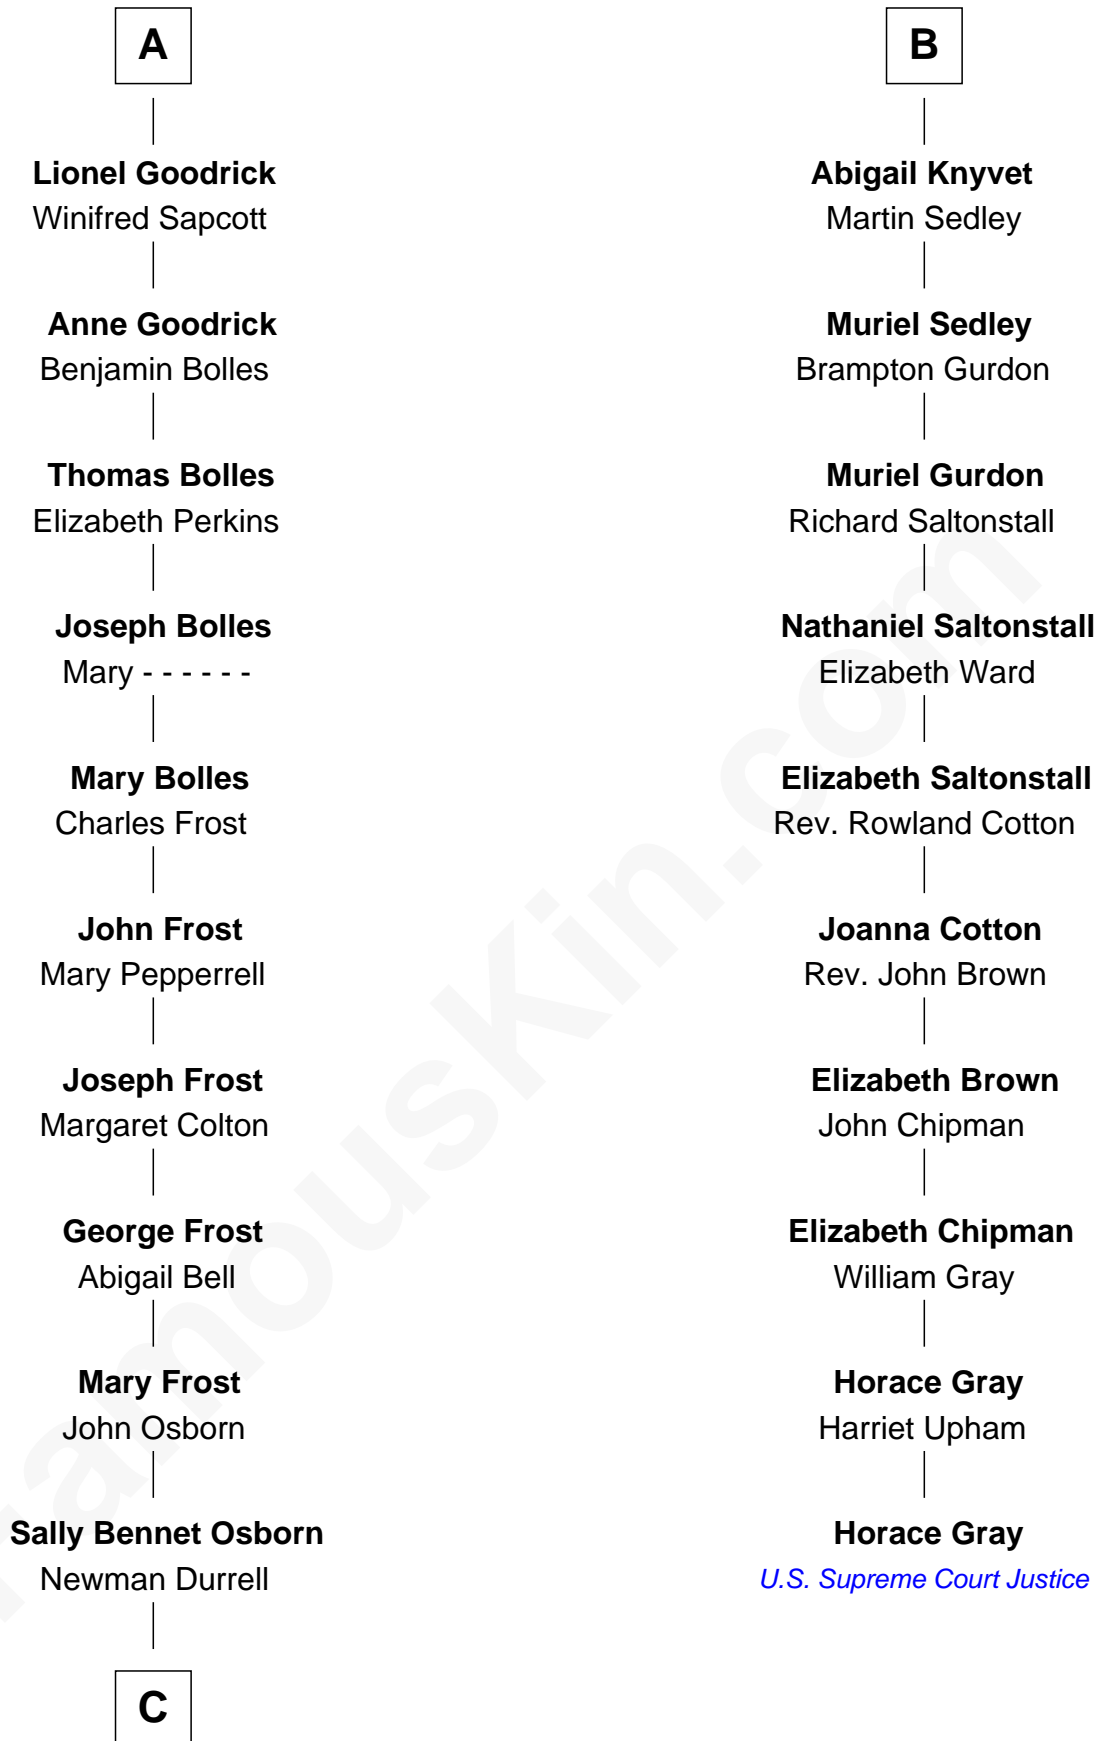 A
Lionel Goodrick
Winifred Sapcott
Anne Goodrick
Benjamin Bolles
Thomas Bolles
Elizabeth Perkins
Joseph Bolles
Mary - - - - - -
Mary Bolles
Charles Frost
John Frost
Mary Pepperrell
Joseph Frost
Margaret Colton
George Frost
Abigail Bell
Mary Frost
John Osborn
Sally Bennet Osborn
Newman Durrell
C
B
Abigail Knyvet
Martin Sedley
Muriel Sedley
Brampton Gurdon
Muriel Gurdon
Richard Saltonstall
Nathaniel Saltonstall
Elizabeth Ward
Elizabeth Saltonstall
Rev. Rowland Cotton
Joanna Cotton
Rev. John Brown
Elizabeth Brown
John Chipman
Elizabeth Chipman
William Gray
Horace Gray
Harriet Upham
Horace Gray
U.S. Supreme Court Justice
FamousKin.com